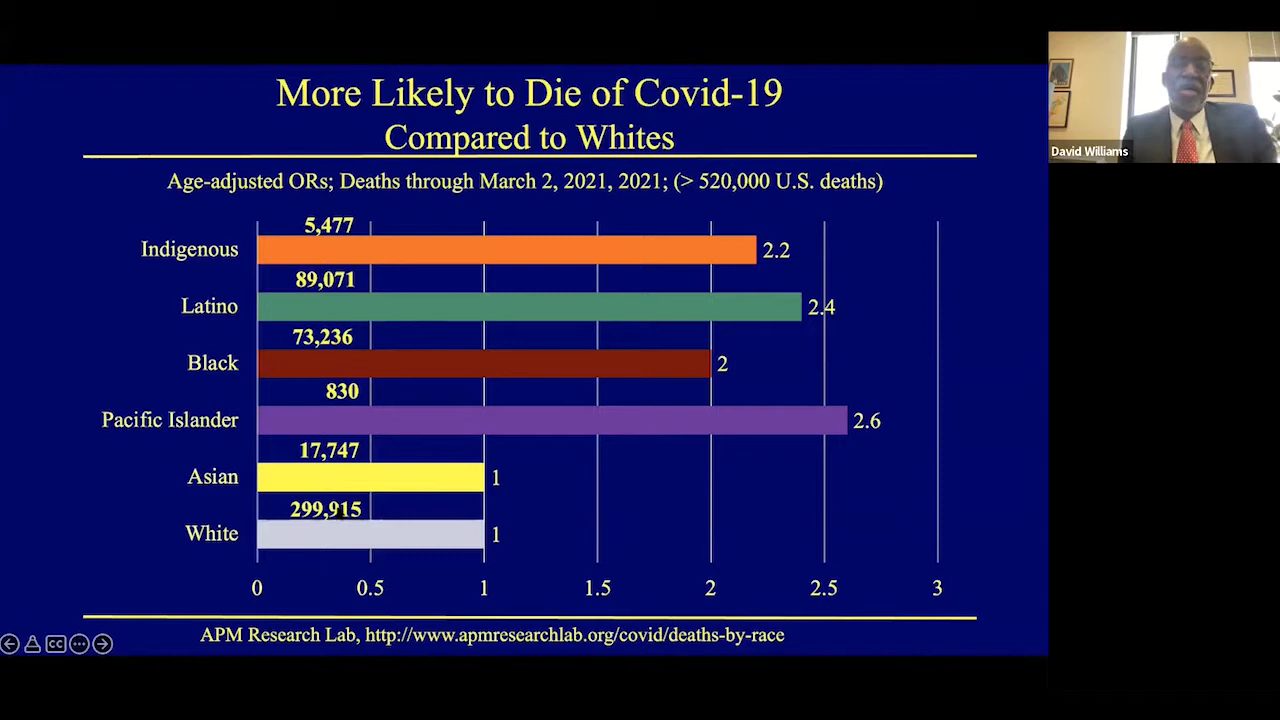 More Likely to Die of Covid-19
Compared to Whites
Age-adjusted ORs; Deaths through March 2, 2021, 2021; (> 520,000 U.S. deaths)
5,477
Indigenous 2.2
89,071
Latino 2.4
73,236
Black 2
830
Pacific Islander 2.6
17,747
Asian 1
299,915
White 1
0 0.5 1 1.5 2 2.5 3
APM Research Lab, http://www.apmresearchlab.org/covid/deaths-by-race
CC
David Williams